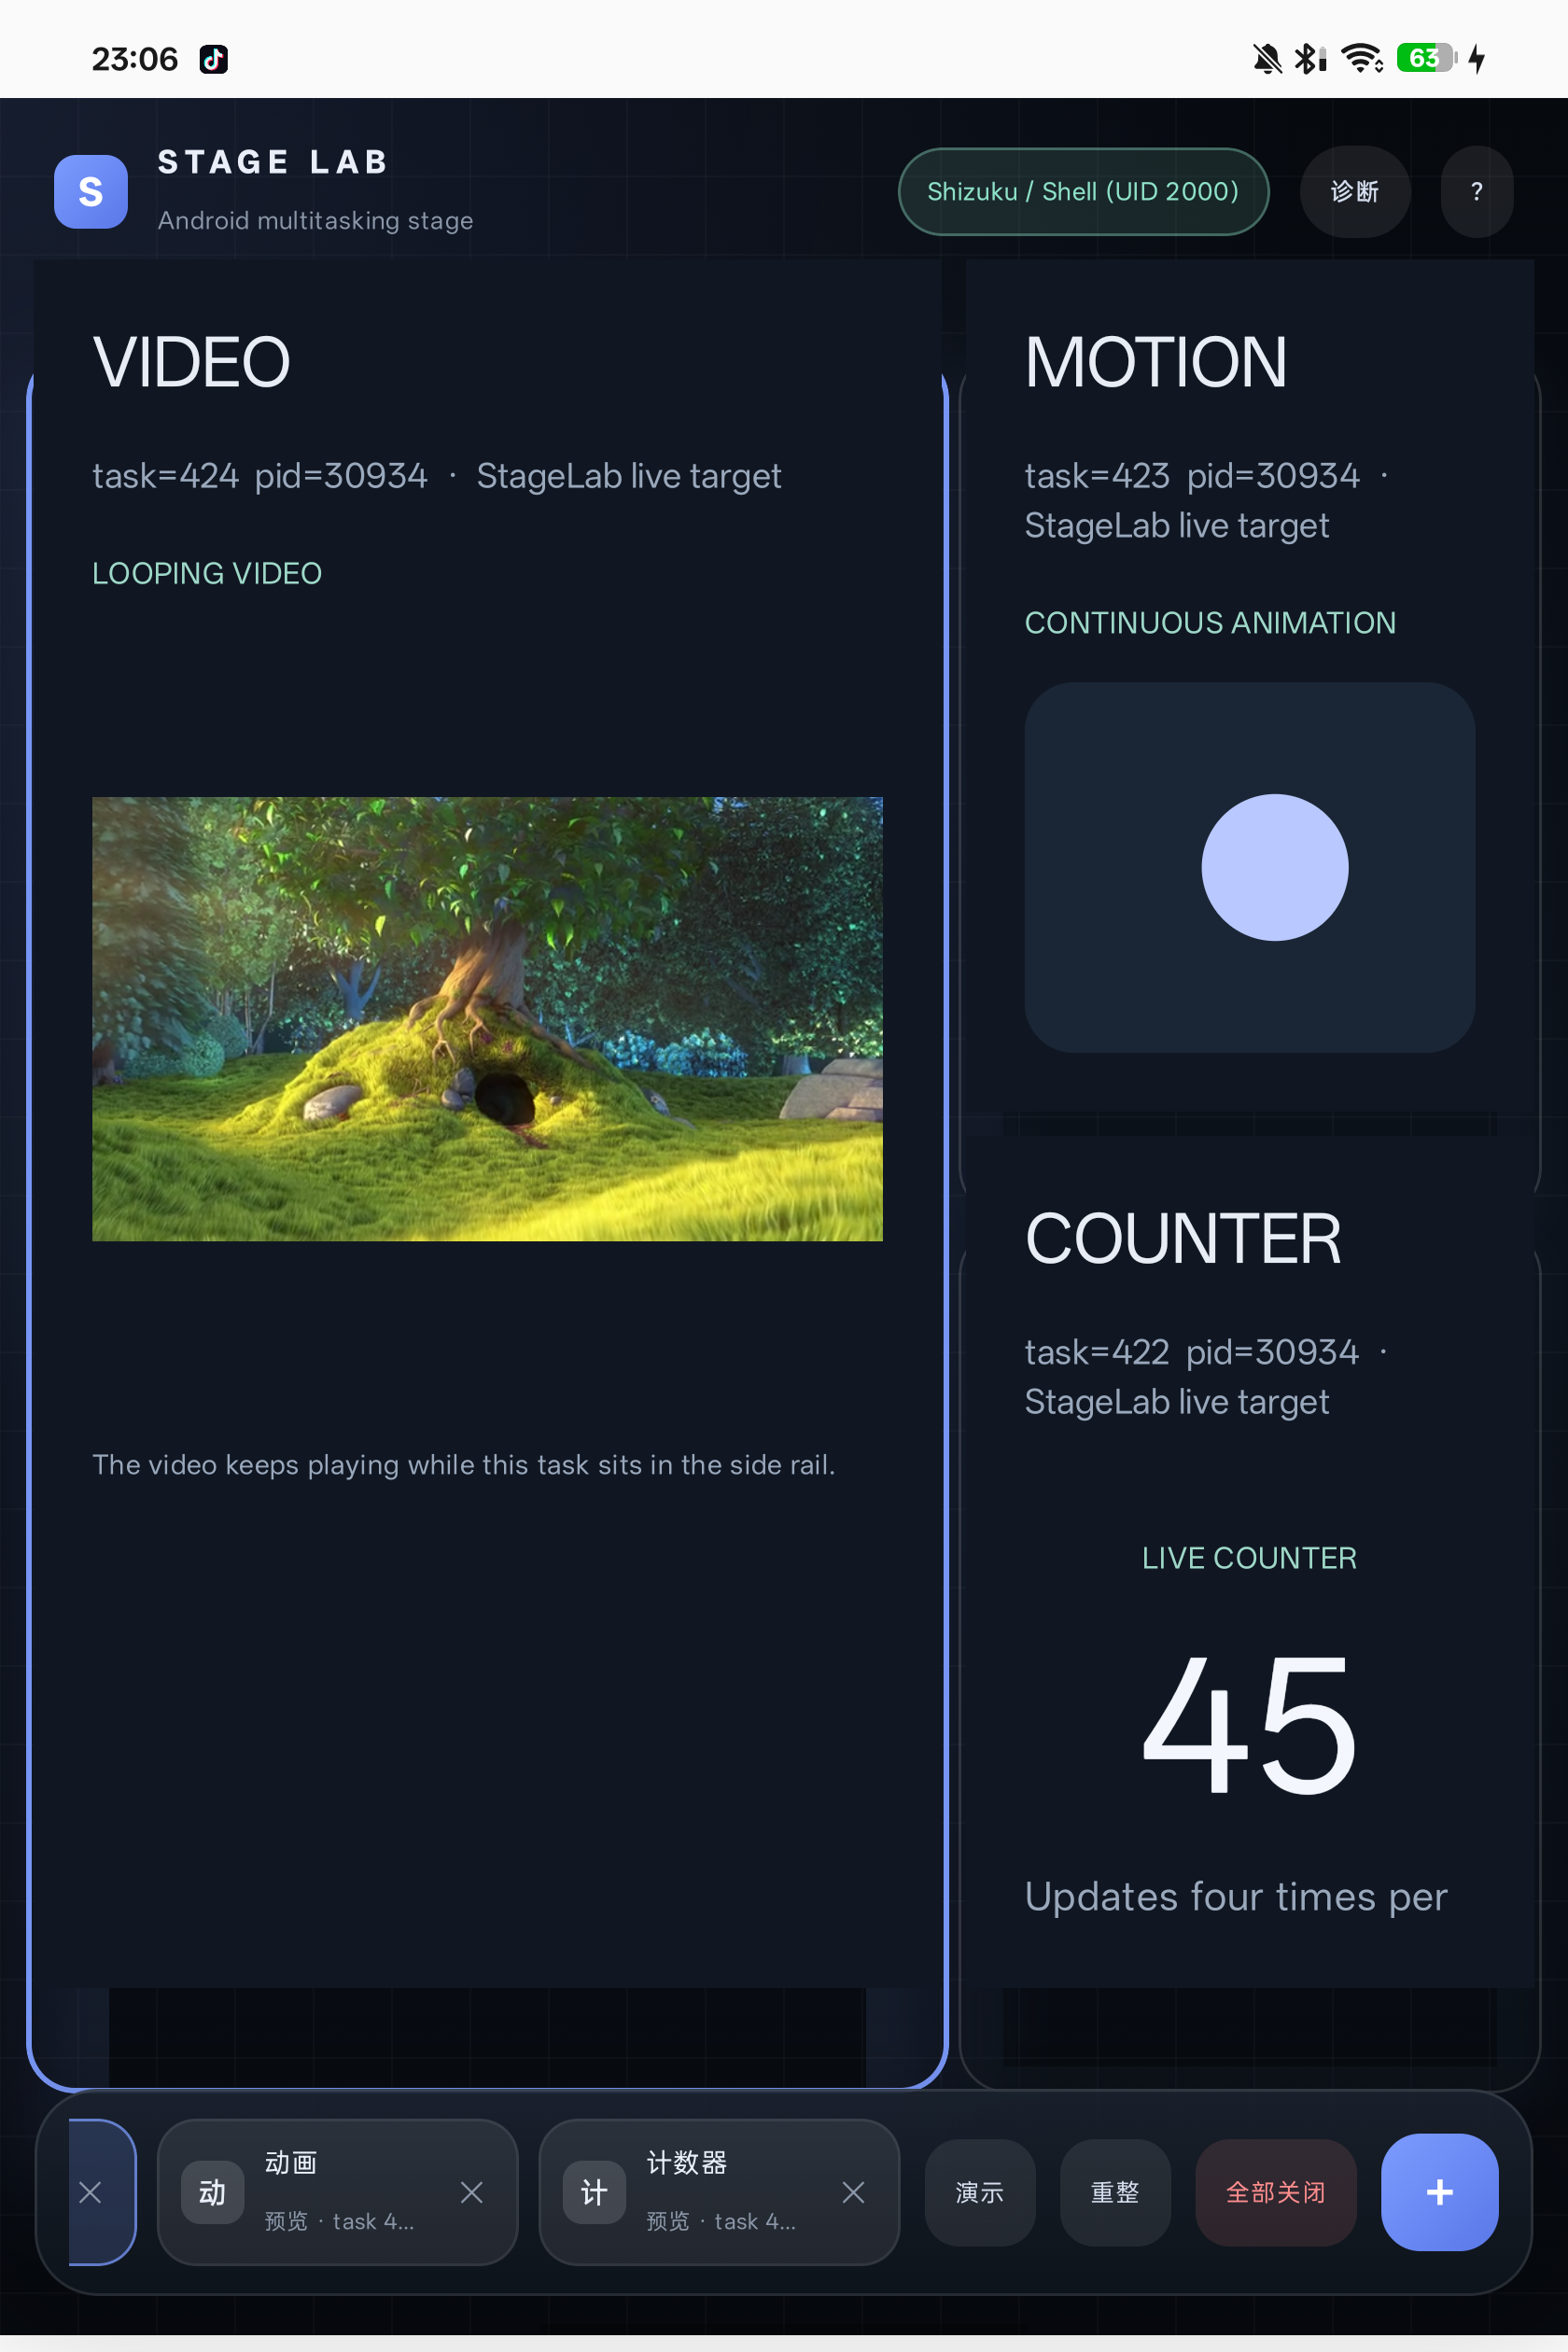 23:06
63
S
STAGE LAB
Android multitasking stage
Shizuku / Shell (UID 2000)
诊断
?
VIDEO
task=424 pid=30934 · StageLab live target
LOOPING VIDEO
The video keeps playing while this task sits in the side rail.
MOTION
task=423 pid=30934 ·
StageLab live target
CONTINUOUS ANIMATION
COUNTER
task=422 pid=30934 ·
StageLab live target
LIVE COUNTER
45
Updates four times per
动
动画
预览 · task 4...
计
计数器
预览 · task 4...
演示
重整
全部关闭
+